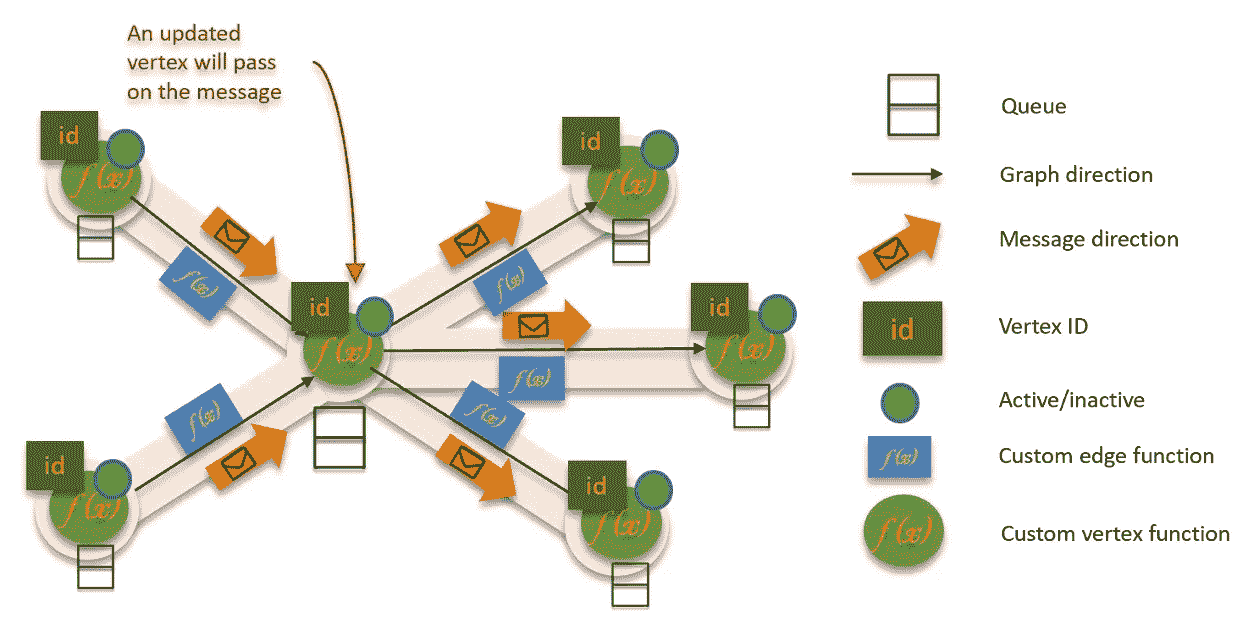 An updated
vertex will pass
on the message
id
f(x)
f(x)
id
f(x)
f(x)
id
f(x)
id
f(x)
f(x)
id
f(x)
f(x)
f(x)
id
f(x)
id
f(x)
Queue
Graph direction
Message direction
id
Vertex ID
Active/inactive
f(x)
Custom edge function
f(x)
Custom vertex function